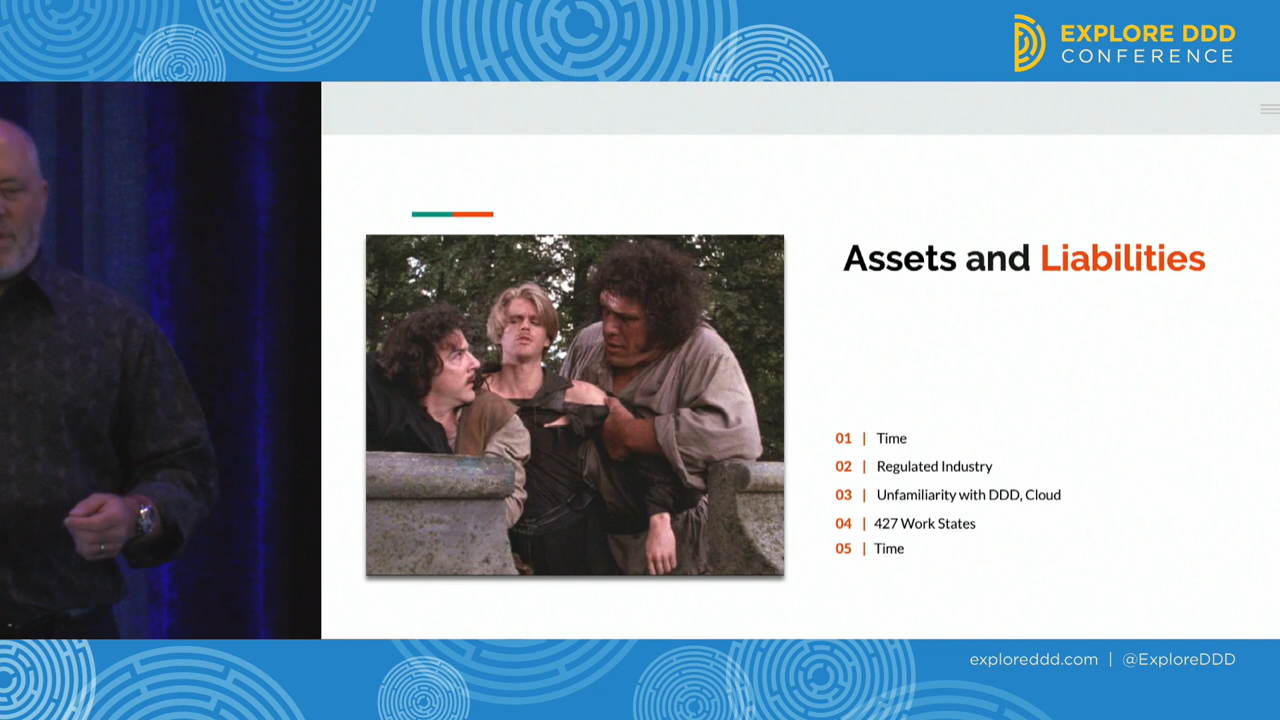 EXPLORE DDD
CONFERENCE
Assets and Liabilities
01 | Time
02 | Regulated Industry
03 | Unfamiliarity with DDD, Cloud
04 | 427 Work States
05 | Time
exploreddd.com | @ExploreDDD